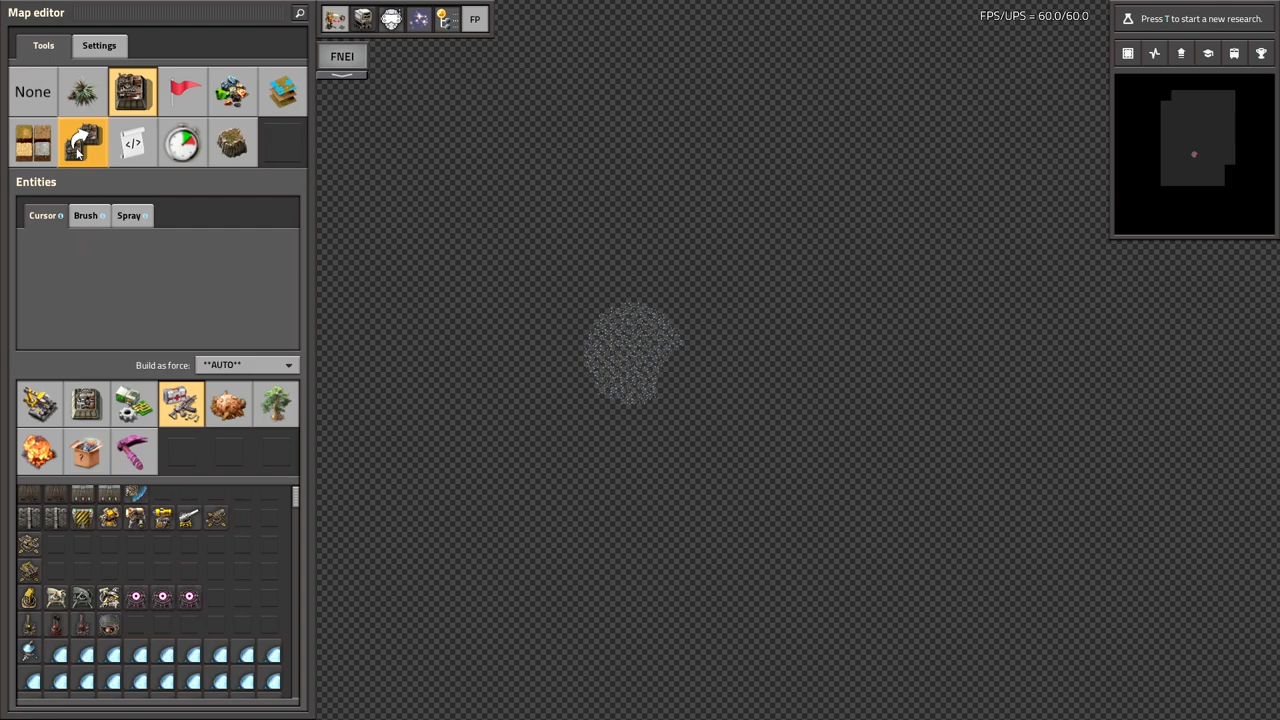 Map editor
FP
FPS/UPS = 60.0/60.0
Press T to start a new research.
Tools
Settings
FNEI
None
</>
Entities
Cursor
Brush
Spray
Build as force:
**AUTO**
?